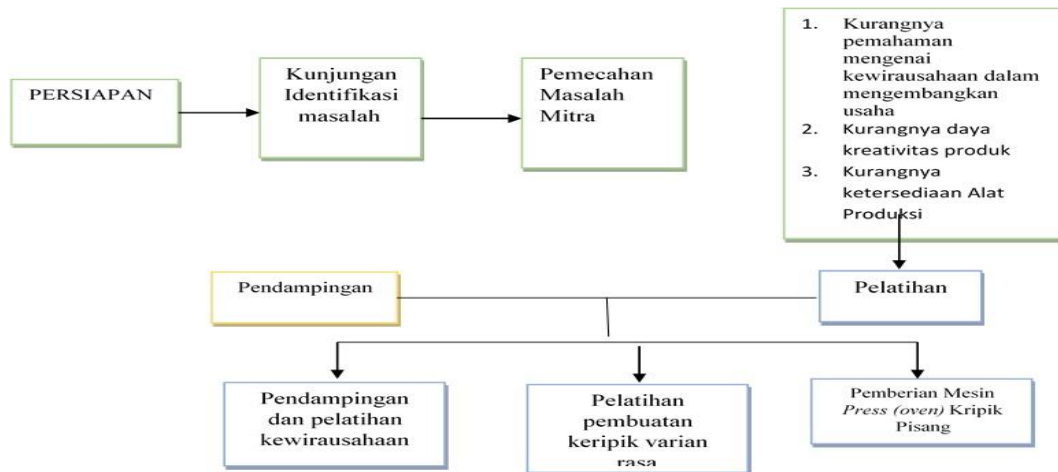 PERSIAPAN
Kunjungan
Identifikasi
masalah
Pemecahan
Masalah
Mitra
1. Kurangnya
pemahaman
mengenai
kewirausahaan dalam
mengembangkan
usaha
2. Kurangnya daya
kreativitas produk
3. Kurangnya
ketersediaan Alat
Produksi
Pendampingan
Pelatihan
Pendampingan
dan pelatihan
kewirausahaan
Pelatihan
pembuatan
keripik varian
rasa
Pemberian Mesin
Press (oven) Kripik
Pisang